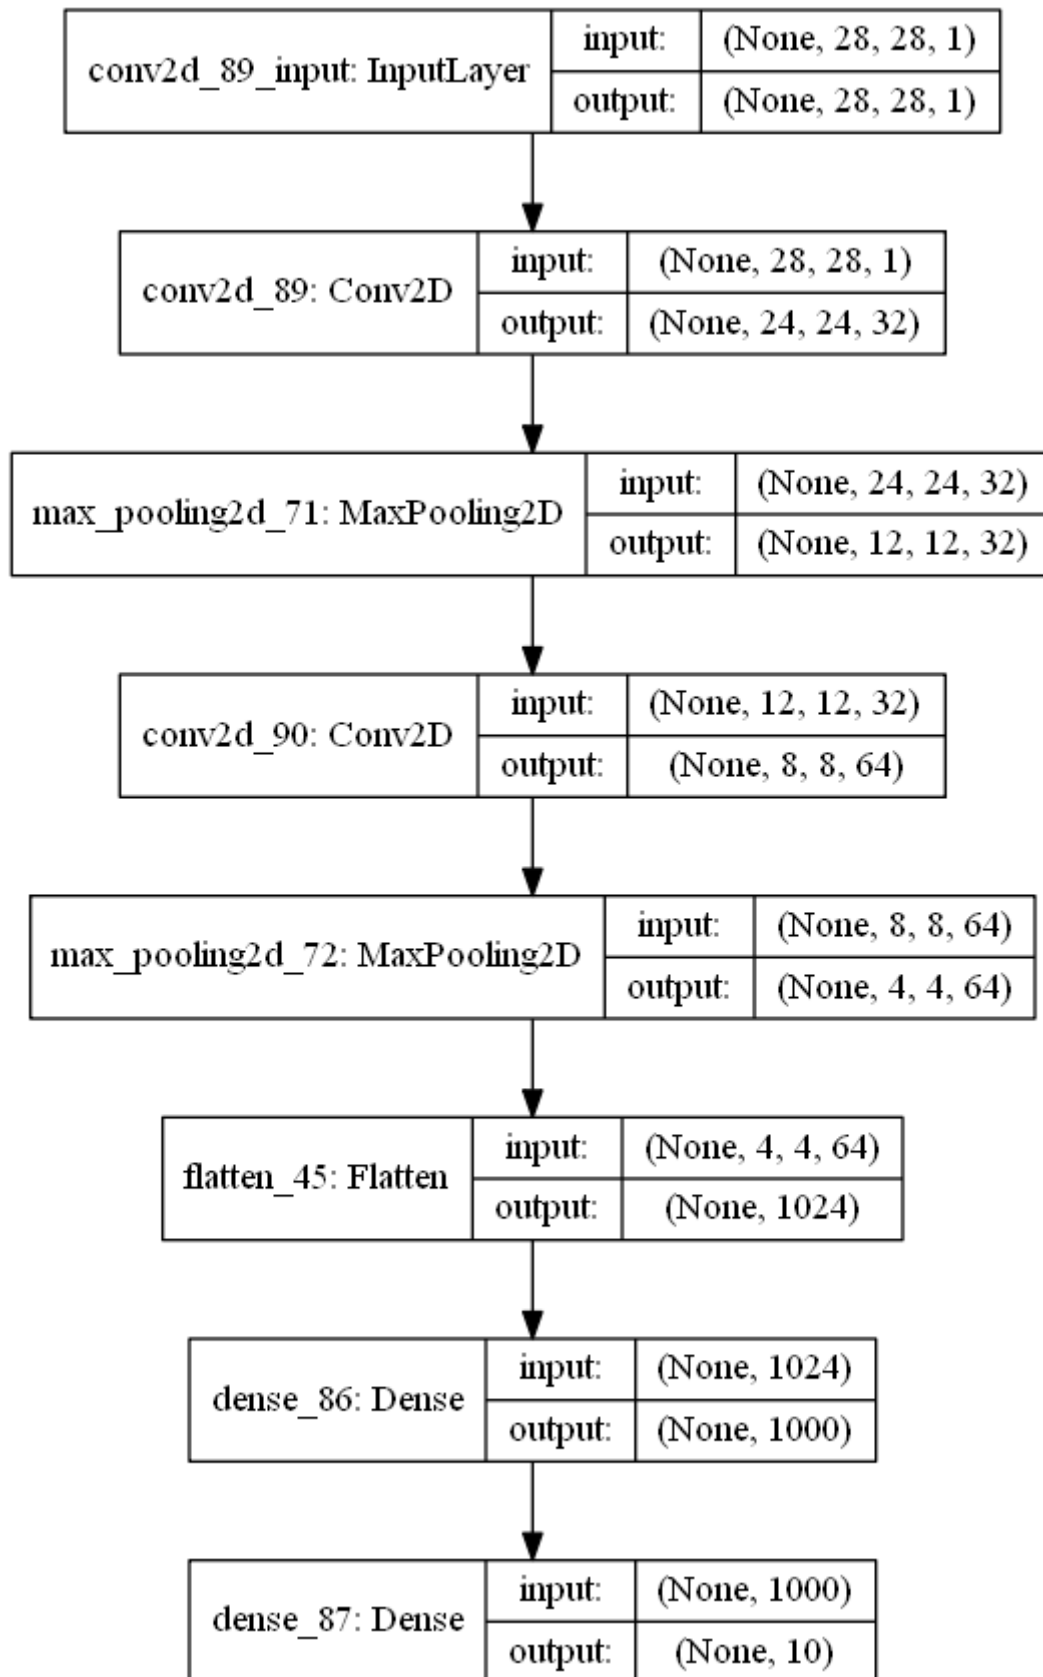 conv2d_89_input: InputLayer
input: (None, 28, 28, 1)
output: (None, 28, 28, 1)
conv2d_89: Conv2D
input: (None, 28, 28, 1)
output: (None, 24, 24, 32)
max_pooling2d_71: MaxPooling2D
input: (None, 24, 24, 32)
output: (None, 12, 12, 32)
conv2d_90: Conv2D
input: (None, 12, 12, 32)
output: (None, 8, 8, 64)
max_pooling2d_72: MaxPooling2D
input: (None, 8, 8, 64)
output: (None, 4, 4, 64)
flatten_45: Flatten
input: (None, 4, 4, 64)
output: (None, 1024)
dense_86: Dense
input: (None, 1024)
output: (None, 1000)
dense_87: Dense
input: (None, 1000)
output: (None, 10)